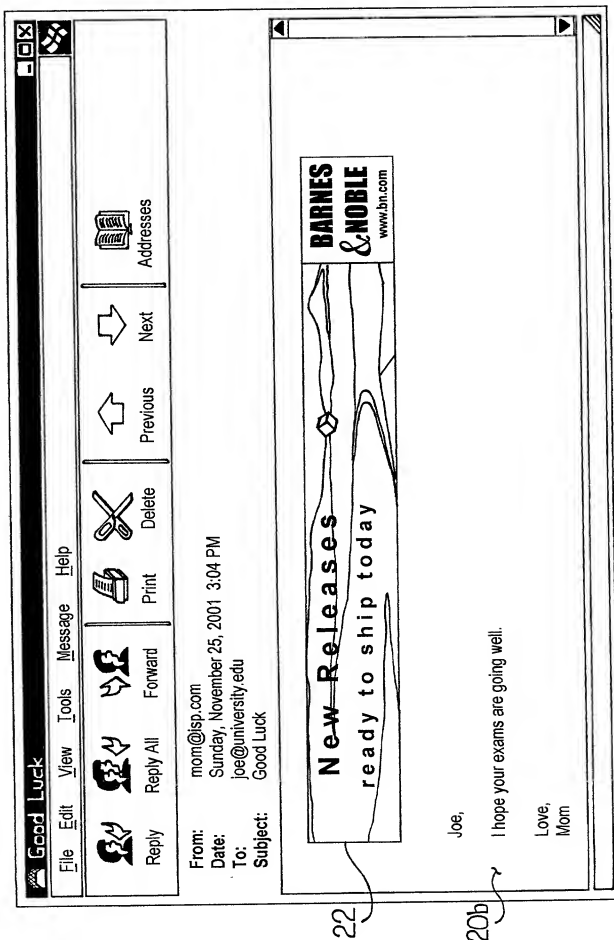 Good Luck
File Edit View Tools Message Help
Reply Reply All Forward Print Delete Previous Next Addresses
From: mom@isp.com
Date: Sunday, November 25, 2001 3:04 PM
To: joe@university.edu
Subject: Good Luck
New Releases
ready to ship today
BARNES
&NOBLE
www.bn.com
22
Joe,
I hope your exams are going well.
20b
Love,
Mom